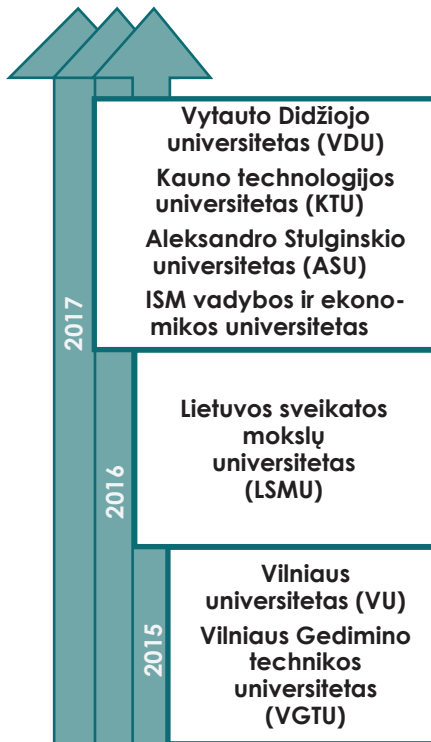 Vytauto Didžiojo
universitetas (VDU)
Kauno technologijos
universitetas (KTU)
Aleksandro Stulginskio
universitetas (ASU)
ISM vadybos ir ekono-
mikos universitetas
2017
Lietuvos sveikatos
mokslų
universitetas
(LSMU)
2016
Vilniaus
universitetas (VU)
Vilniaus Gedimino
technikos
universitetas
(VGTU)
2015